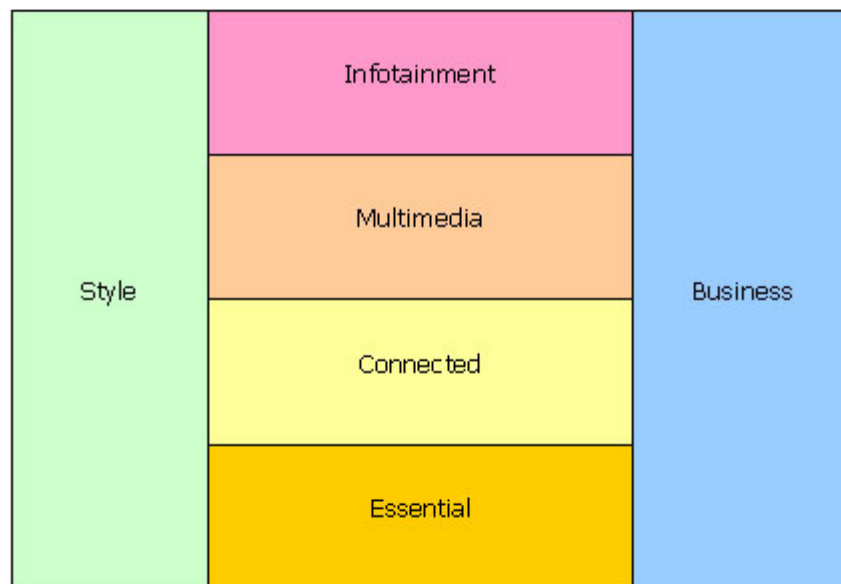 Infotainment
Multimedia
Style
Business
Connected
Essential